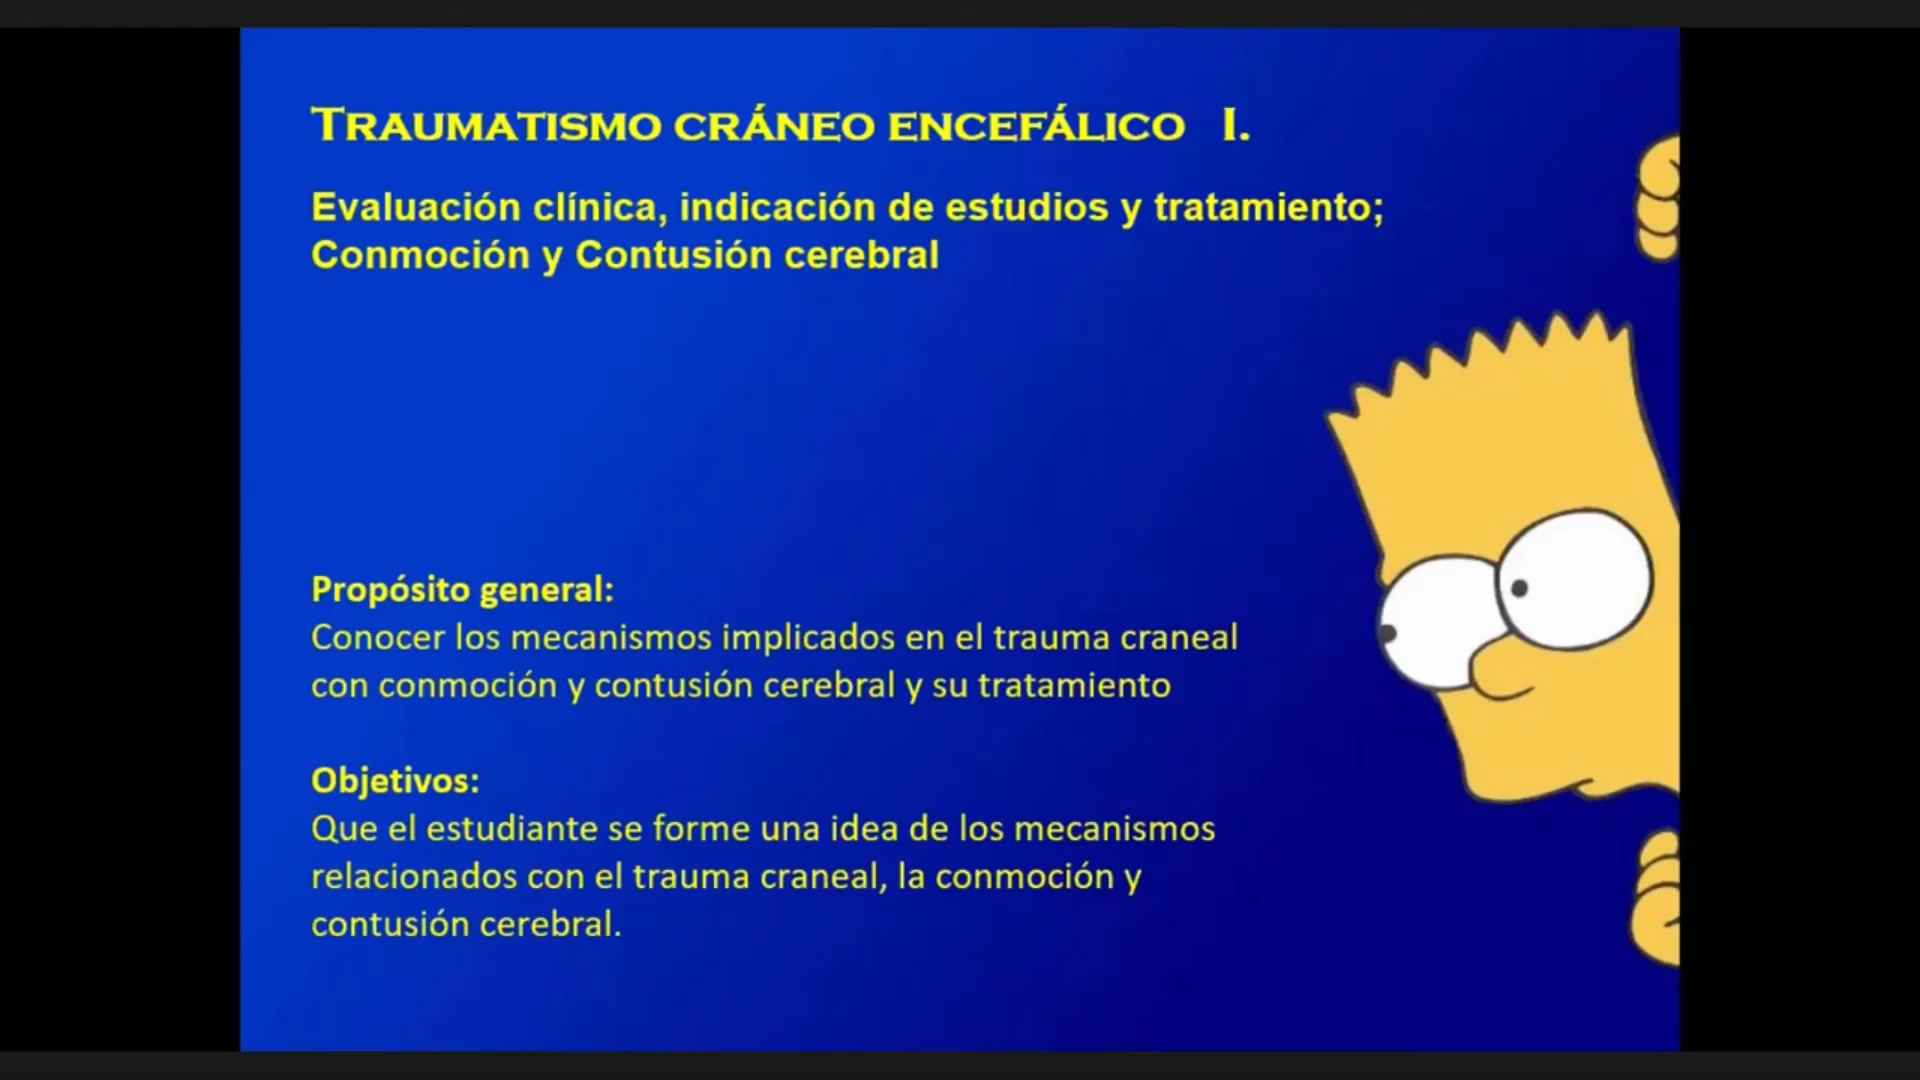 TRAUMATISMO CRÁNEO ENCEFÁLICO I.
Evaluación clínica, indicación de estudios y tratamiento;
Conmoción y Contusión cerebral
Propósito general:
Conocer los mecanismos implicados en el trauma craneal
con conmoción y contusión cerebral y su tratamiento
Objetivos:
Que el estudiante se forme una idea de los mecanismos
relacionados con el trauma craneal, la conmoción y
contusión cerebral.